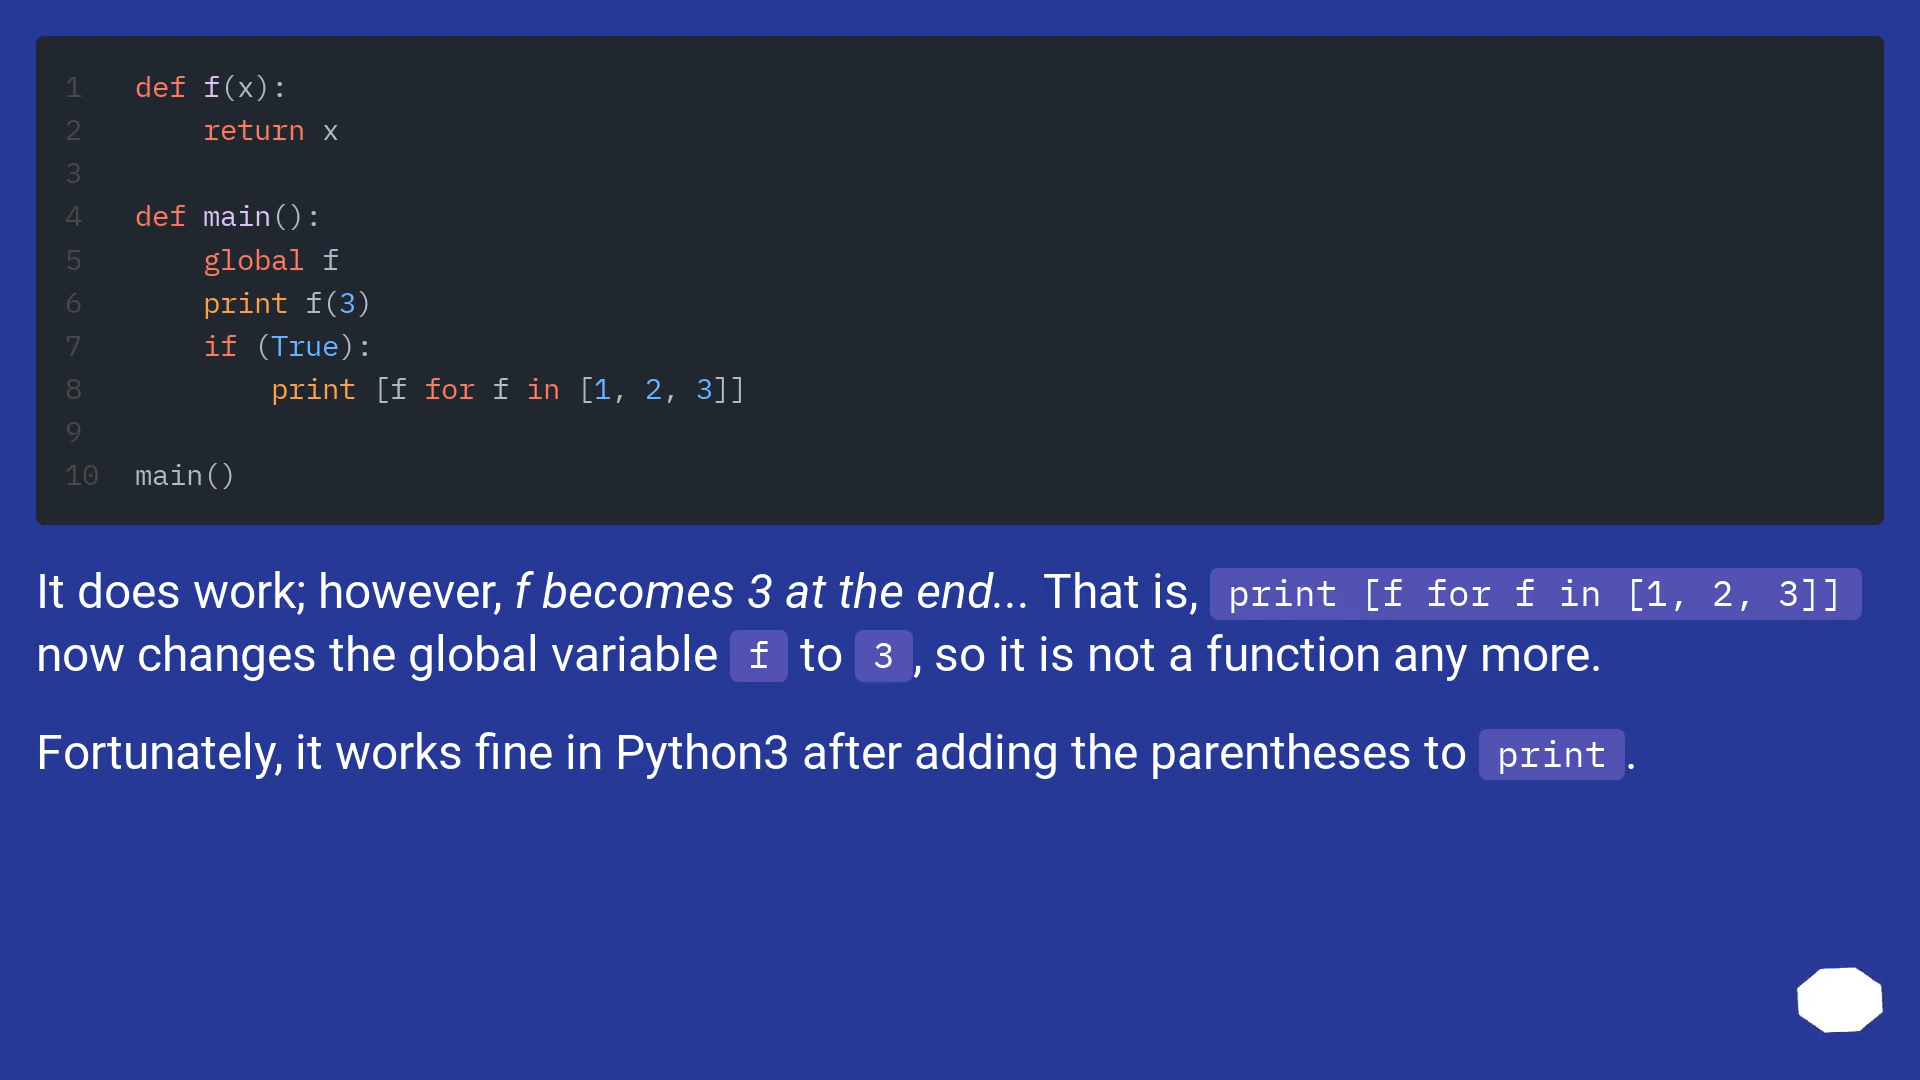 1 def f(x):
2     return x
3
4 def main():
5     global f
6     print f(3)
7     if (True):
8         print [f for f in [1, 2, 3]]
9
10 main()
It does work; however, f becomes 3 at the end... That is, print [f for f in [1, 2, 3]]
now changes the global variable f to 3, so it is not a function any more.
Fortunately, it works fine in Python3 after adding the parentheses to print.